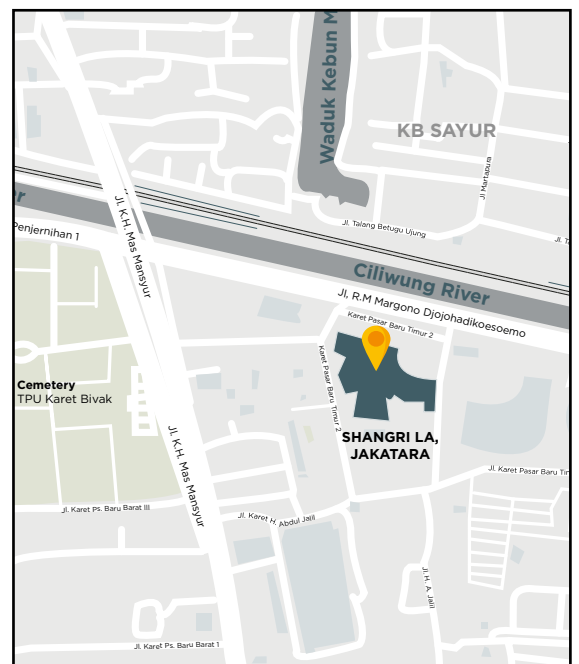 Waduk Kebun M
KB SAYUR
Jl Martapura
Jl. Talang Betugu Ujung
Jl. Ta
er
Jl. K.H. Mas Mansyur
Penjernihan 1
Ciliwung River
Jl, R.M Margono Djojohadikoesoemo
Karet Pasar Baru Timur 2
Karet Pasar Baru Timur 2
Cemetery
TPU Karet Bivak
SHANGRI LA,
JAKATARA
Jl. K.H. Mas Mansyur
Jl. Karet Pasar Baru Tim
Jl. Karet Ps. Baru Barat III
Jl. Karet H. Abdul Jalil
Jl. H. A. Jalil
Jl. Karet Ps. Baru Barat 1